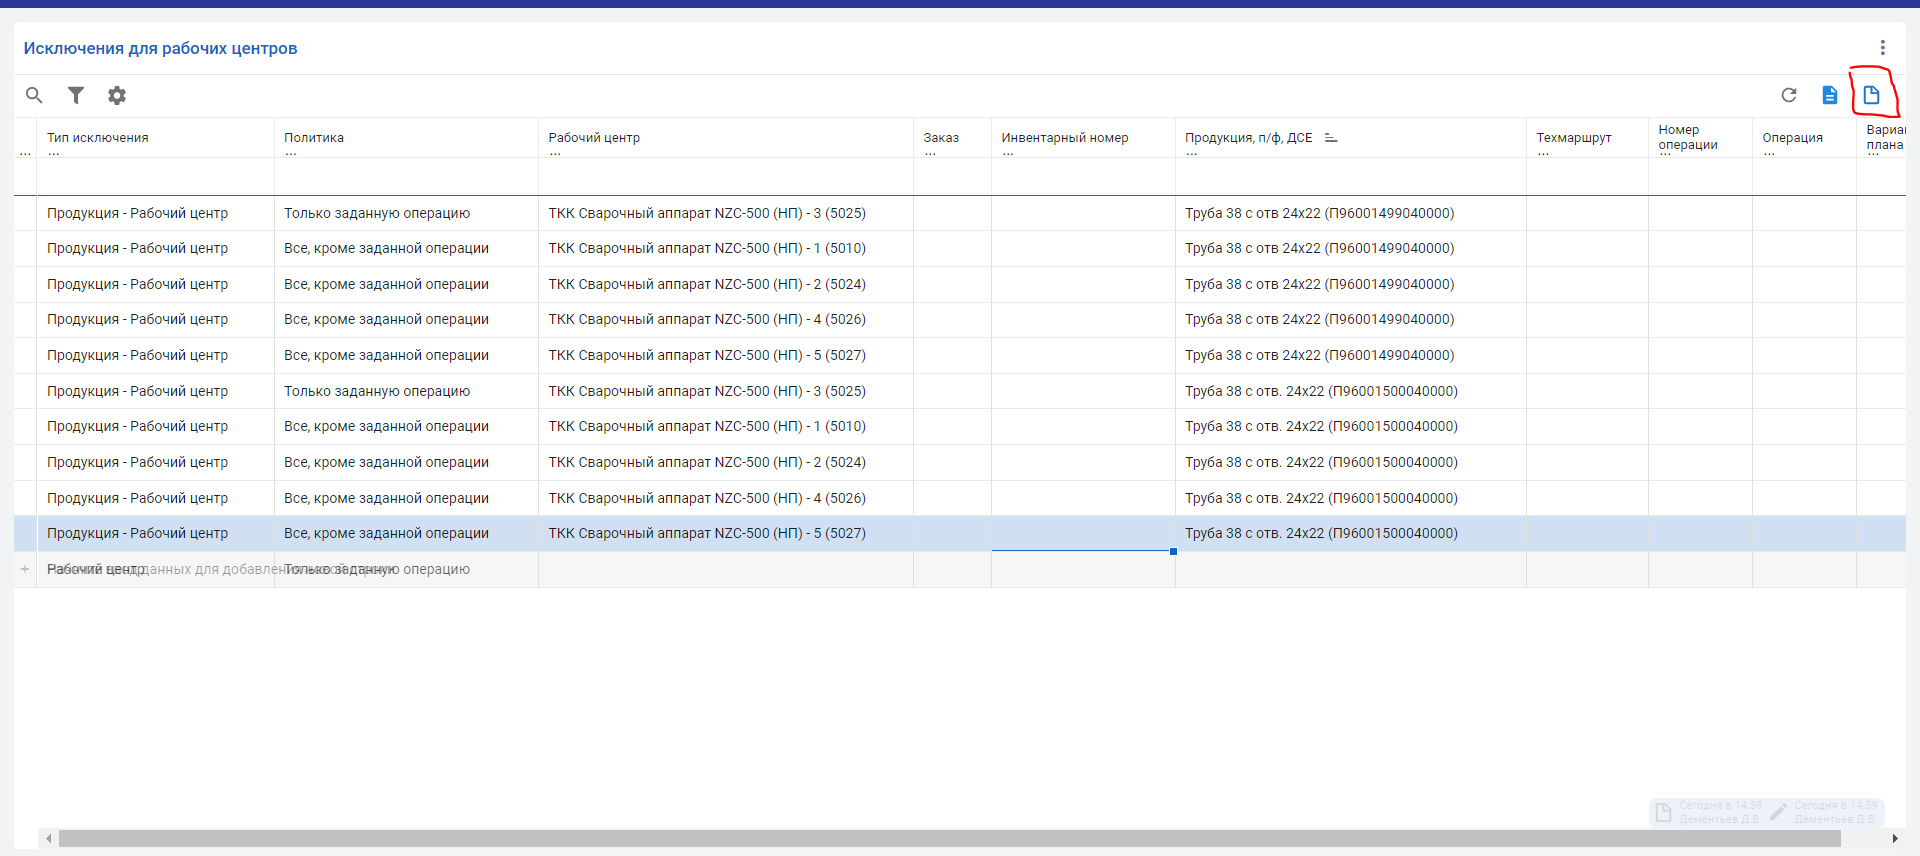 Исключения для рабочих центров
Тип исключения Политика Рабочий центр Заказ Инвентарный номер Продукция, п/ф, ДСЕ Техмаршрут Номер операции Операция
плана
... ... ... ... ... ... ... ... ... ... ...
Продукция - Рабочий центр Только заданную операцию ТКК Сварочный аппарат NZC-500 (НП) - 3 (5025) Труба 38 с отв 24х22 (П96001499040000)
Продукция - Рабочий центр Все, кроме заданной операции ТКК Сварочный аппарат NZC-500 (НП) - 1 (5010) Труба 38 с отв 24х22 (П96001499040000)
Продукция - Рабочий центр Все, кроме заданной операции ТКК Сварочный аппарат NZC-500 (НП) - 2 (5024) Труба 38 с отв 24х22 (П96001499040000)
Продукция - Рабочий центр Все, кроме заданной операции ТКК Сварочный аппарат NZC-500 (НП) - 4 (5026) Труба 38 с отв 24х22 (П96001499040000)
Продукция - Рабочий центр Все, кроме заданной операции ТКК Сварочный аппарат NZC-500 (НП) - 5 (5027) Труба 38 с отв 24х22 (П96001499040000)
Продукция - Рабочий центр Только заданную операцию ТКК Сварочный аппарат NZC-500 (НП) - 3 (5025) Труба 38 с отв. 24х22 (П96001500040000)
Продукция - Рабочий центр Все, кроме заданной операции ТКК Сварочный аппарат NZC-500 (НП) - 1 (5010) Труба 38 с отв. 24х22 (П96001500040000)
Продукция - Рабочий центр Все, кроме заданной операции ТКК Сварочный аппарат NZC-500 (НП) - 2 (5024) Труба 38 с отв. 24х22 (П96001500040000)
Продукция - Рабочий центр Все, кроме заданной операции ТКК Сварочный аппарат NZC-500 (НП) - 4 (5026) Труба 38 с отв. 24х22 (П96001500040000)
Продукция - Рабочий центр Все, кроме заданной операции ТКК Сварочный аппарат NZC-500 (НП) - 5 (5027) Труба 38 с отв. 24х22 (П96001500040000)
+ Рабочий центр данных для добавления Только заданную операцию
Сегодня в 14:59 Сегодня в 14:59
Дементьев Д.В. Дементьев Д.В.